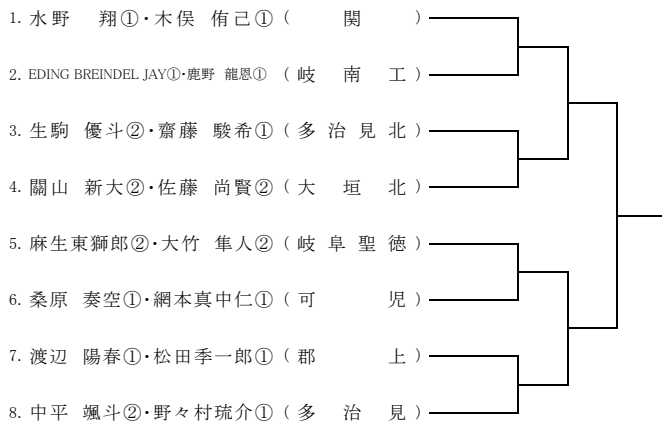 1. 水野 翔①・木俣 侑己①（関）
2. EDING BREINDEL JAY①・鹿野 龍恩①（岐南工）
3. 生駒 優斗②・齋藤 駿希①（多治見北）
4. 關山 新大②・佐藤 尚賢②（大垣北）
5. 麻生東獅郎②・大竹 隼人②（岐阜聖徳）
6. 桑原 奏空①・網本真中仁①（可児）
7. 渡辺 陽春①・松田季一郎①（郡上）
8. 中平 颯斗②・野々村琉介①（多治見）